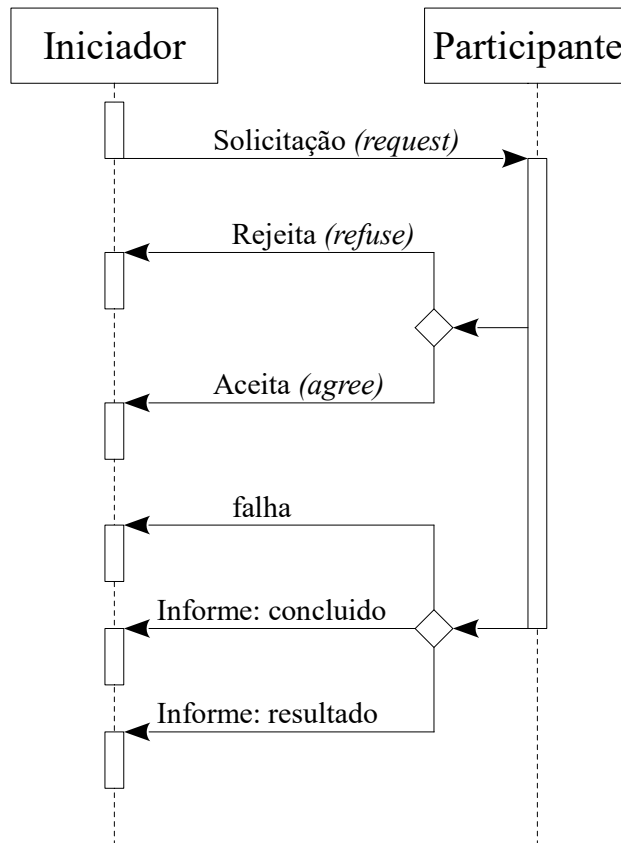 Iniciador
Participante
Solicitação (request)
Rejeita (refuse)
Aceita (agree)
falha
Informe: concluido
Informe: resultado